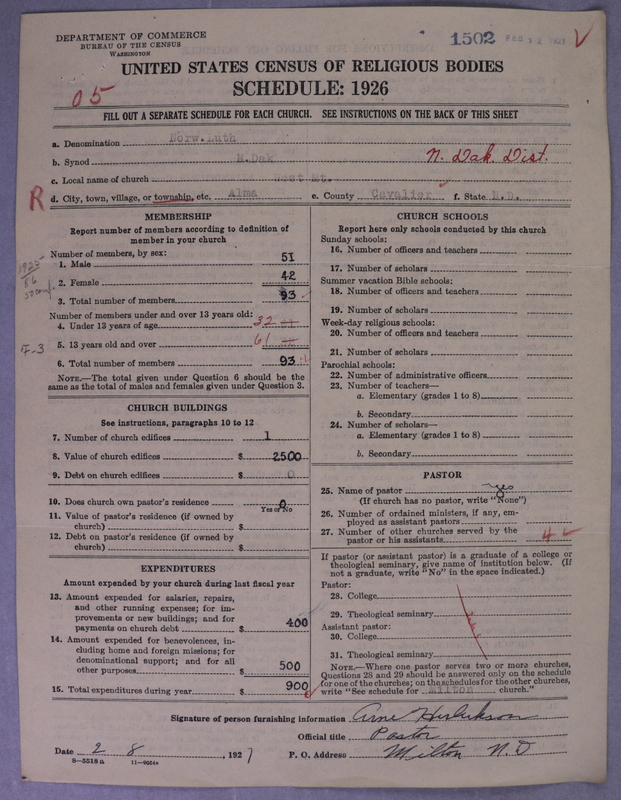 DEPARTMENT OF COMMERCE
BUREAU OF THE CENSUS
WASHINGTON
1502
UNITED STATES CENSUS OF RELIGIOUS BODIES
SCHEDULE: 1926
05
FILL OUT A SEPARATE SCHEDULE FOR EACH CHURCH. SEE INSTRUCTIONS ON THE BACK OF THIS SHEET
a. Denomination Norw.Luth
b. Synod N.Dak N. Dak. Dist.
c. Local name of church West Mt.
R d. City, town, village, or township, etc. Alma e. County Cavalier f. State N.D.
MEMBERSHIP
Report number of members according to definition of member in your church
Number of members, by sex:
1. Male 51
2. Female 42
3. Total number of members 93
Number of members under and over 13 years old:
4. Under 13 years of age 32
5. 13 years old and over 61
6. Total number of members 93
NOTE.—The total given under Question 6 should be the
same as the total of males and females given under Question 3.
CHURCH BUILDINGS
See instructions, paragraphs 10 to 12
7. Number of church edifices 1
8. Value of church edifices $ 2500
9. Debt on church edifices $ 0
10. Does church own pastor's residence 0
Yes or No
11. Value of pastor's residence (if owned by
church) $
12. Debt on pastor's residence (if owned by
church) $
EXPENDITURES
Amount expended by your church during last fiscal year
13. Amount expended for salaries, repairs,
and other running expenses; for im-
provements or new buildings; and for
payments on church debt $ 400
14. Amount expended for benevolences, in-
cluding home and foreign missions; for
denominational support; and for all
other purposes $ 500
15. Total expenditures during year $ 900
CHURCH SCHOOLS
Report here only schools conducted by this church
Sunday schools:
16. Number of officers and teachers
17. Number of scholars
Summer vacation Bible schools:
18. Number of officers and teachers
19. Number of scholars
Week-day religious schools:
20. Number of officers and teachers
21. Number of scholars
Parochial schools:
22. Number of administrative officers
23. Number of teachers—
a. Elementary (grades 1 to 8)
b. Secondary
24. Number of scholars—
a. Elementary (grades 1 to 8)
b. Secondary
PASTOR
25. Name of pastor yes
(If church has no pastor, write "None")
26. Number of ordained ministers, if any, em-
ployed as assistant pastors
27. Number of other churches served by the
pastor or his assistants 4
If pastor (or assistant pastor) is a graduate of a college or
theological seminary, give name of institution below. (If
not a graduate, write "No" in the space indicated.)
Pastor:
28. College
29. Theological seminary
Assistant pastor:
30. College
31. Theological seminary
NOTE.—Where one pastor serves two or more churches,
Questions 28 and 29 should be answered only on the schedule
for one of the churches; on the schedules for the other churches,
write "See schedule for Milton church."
Signature of person furnishing information Arne
Official title Pastor
Date 2 8, 1927 P. O. Address Milton N. D
8—5518a 11—9054a